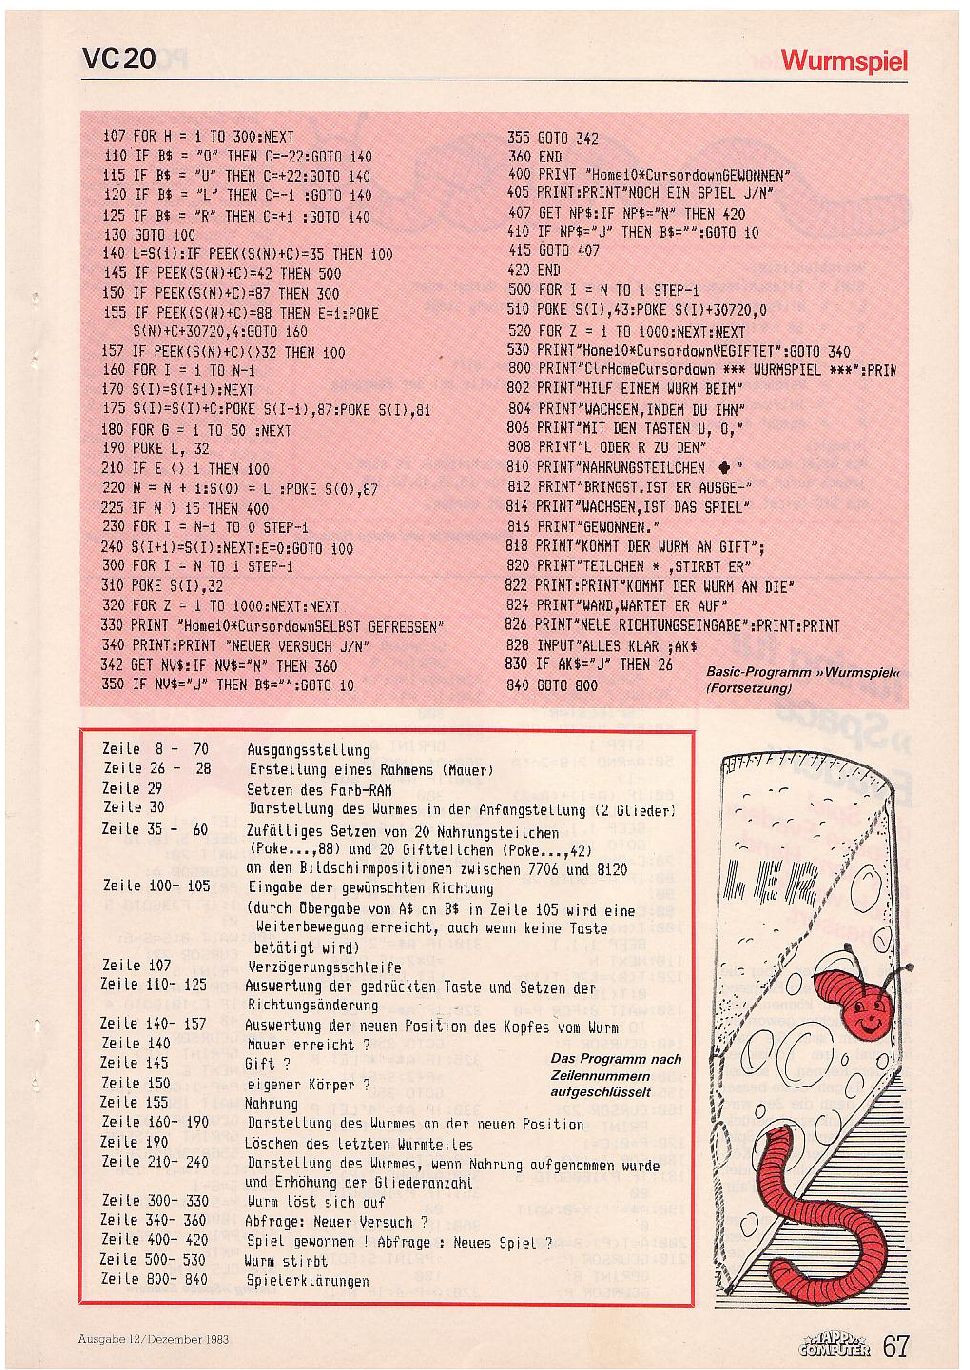 VC 20
Wurmspiel
107 FOR H = 1 TO 300:NEXT
110 IF B$ = "O" THEN C=-22:GOTO 140
115 IF B$ = "U" THEN C=+22:GOTO 140
120 IF B$ = "L" THEN C=-1 :GOTO 140
125 IF B$ = "R" THEN C=+1 :GOTO 140
130 GOTO 100
140 L=S(1):IF PEEK(S(N)+C)=35 THEN 100
145 IF PEEK(S(N)+C)=42 THEN 500
150 IF PEEK(S(N)+C)=87 THEN 300
155 IF PEEK(S(N)+C)=88 THEN E=1:POKE
S(N)+C+30720,4:GOTO 160
157 IF PEEK(S(N)+C)<>32 THEN 100
160 FOR I = 1 TO N-1
170 S(I)=S(I+1):NEXT
175 S(I)=S(I)+C:POKE S(I-1),87:POKE S(I),81
180 FOR G = 1 TO 50 :NEXT
190 POKE L, 32
210 IF E <> 1 THEN 100
220 N = N + 1:S(0) = L :POKE S(0),87
225 IF N > 15 THEN 400
230 FOR I = N-1 TO 0 STEP-1
240 S(I+1)=S(I):NEXT:E=0:GOTO 100
300 FOR I = N TO 1 STEP-1
310 POKE S(I),32
320 FOR Z = 1 TO 1000:NEXT:NEXT
330 PRINT "Home10*CursordownSELBST GEFRESSEN"
340 PRINT:PRINT "NEUER VERSUCH J/N"
342 GET NV$:IF NV$="N" THEN 360
350 IF NV$="J" THEN B$="":GOTO 10
355 GOTO 342
360 END
400 PRINT "Home10*CursordownGEWONNEN"
405 PRINT:PRINT"NOCH EIN SPIEL J/N"
407 GET NP$:IF NP$="N" THEN 420
410 IF NP$="J" THEN B$="":GOTO 10
415 GOTO 407
420 END
500 FOR I = N TO 1 STEP-1
510 POKE S(I),43:POKE S(I)+30720,0
520 FOR Z = 1 TO 1000:NEXT:NEXT
530 PRINT"Home10*CursordownVEGIFTET":GOTO 340
800 PRINT"ClrHomeCursordown *** WURMSPIEL ***":PRIN
802 PRINT"HILF EINEM WURM BEIM"
804 PRINT"WACHSEN,INDEM DU IHN"
806 PRINT"MIT DEN TASTEN U, O,"
808 PRINT"L ODER R ZU DEN"
810 PRINT"NAHRUNGSTEILCHEN ♣ "
812 PRINT"BRINGST.IST ER AUSGE-"
814 PRINT"WACHSEN,IST DAS SPIEL"
816 PRINT"GEWONNEN."
818 PRINT"KOMMT DER WURM AN GIFT";
820 PRINT"TEILCHEN * ,STIRBT ER"
822 PRINT:PRINT"KOMMT DER WURM AN DIE"
824 PRINT"WAND,WARTET ER AUF"
826 PRINT"NEUE RICHTUNGSEINGABE":PRINT:PRINT
828 INPUT"ALLES KLAR ;AK$
830 IF AK$="J" THEN 26
840 GOTO 800
Basic-Programm »Wurmspiel«
(Fortsetzung)
Zeile 8 - 70 Ausgangsstellung
Zeile 26 - 28 Erstellung eines Rahmens (Mauer)
Zeile 29 Setzen des Farb-RAM
Zeile 30 Darstellung des Wurmes in der Anfangstellung (2 Glieder)
Zeile 35 - 60 Zufälliges Setzen von 20 Nahrungsteilchen
(Poke...,88) und 20 Giftteilchen (Poke...,42)
an den Bildschirmpositionen zwischen 7706 und 8120
Zeile 100- 105 Eingabe der gewünschten Richtung
(durch Übergabe von A$ an B$ in Zeile 105 wird eine
Weiterbewegung erreicht, auch wenn keine Taste
betätigt wird)
Zeile 107 Verzögerungsschleife
Zeile 110- 125 Auswertung der gedrückten Taste und Setzen der
Richtungsänderung
Zeile 140- 157 Auswertung der neuen Position des Kopfes vom Wurm
Zeile 140 Mauer erreicht ?
Zeile 145 Gift ?
Zeile 150 eigener Körper ?
Zeile 155 Nahrung
Zeile 160- 190 Darstellung des Wurmes an der neuen Position
Zeile 190 Löschen des letzten Wurmteiles
Zeile 210- 240 Darstellung des Wurmes, wenn Nahrung aufgenommen wurde
und Erhöhung der Gliederanzahl
Zeile 300- 330 Wurm löst sich auf
Zeile 340- 360 Abfrage: Neuer Versuch ?
Zeile 400- 420 Spiel gewonnen ! Abfrage : Neues Spiel ?
Zeile 500- 530 Wurm stirbt
Zeile 800- 840 Spielerklärungen
Das Programm nach
Zeilennummern
aufgeschlüsselt
LER
Ausgabe 12/Dezember 1983
HAPPY
COMPUTER
67